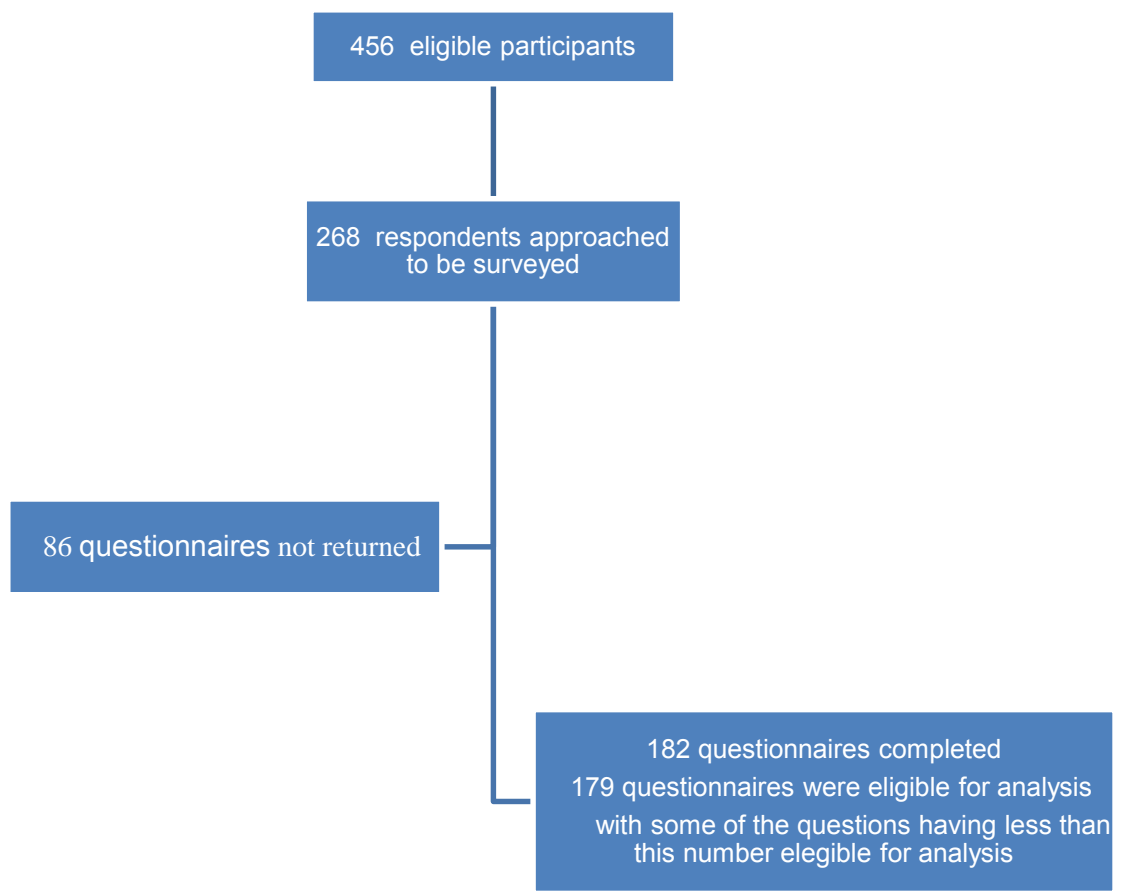 456 eligible participants
268 respondents approached
to be surveyed
86 questionnaires not returned
182 questionnaires completed
179 questionnaires were eligible for analysis
with some of the questions having less than
this number elegible for analysis